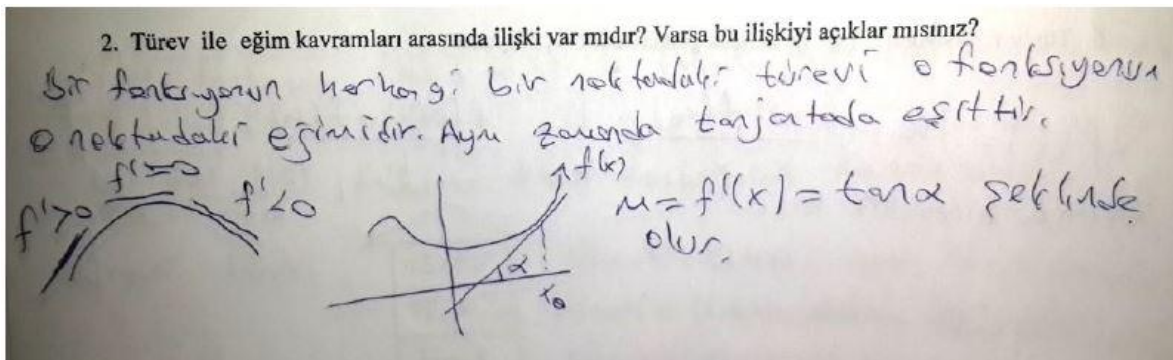 2. Türev ile eğim kavramları arasında ilişki var mıdır? Varsa bu ilişkiyi açıklar mısınız?
Bir fonksiyonun herhangi bir noktadaki türevi o fonksiyonun
o noktadaki eğimidir. Aynı zamanda tanjantada eşittir.
f'>0 f'=0 f'<0
f(x)
α
x₀
m=f'(x)=tanα şeklinde
olur.